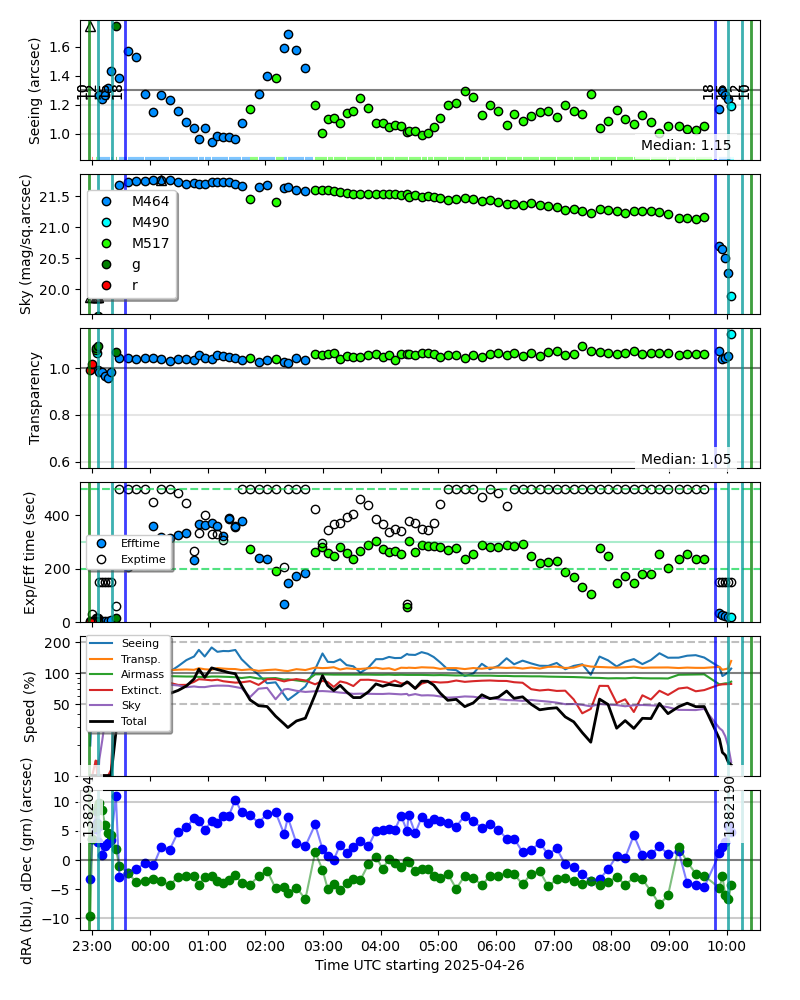 Seeing (arcsec)
1.6
1.4
1.2
1.0
10
12
15
18
18
15
12
10
Median: 1.15
Sky (mag/sq.arcsec)
21.5
21.0
20.5
20.0
M464
M490
M517
g
r
Transparency
1.0
0.8
0.6
Median: 1.05
Exp/Eff time (sec)
400
200
0
Efftime
Exptime
Speed (%)
200
100
50
10
Seeing
Transp.
Airmass
Extinct.
Sky
Total
dRA (blu), dDec (grn) (arcsec)
10
5
0
−5
−10
1382094
1382190
23:00
00:00
01:00
02:00
03:00
04:00
05:00
06:00
07:00
08:00
09:00
10:00
Time UTC starting 2025-04-26